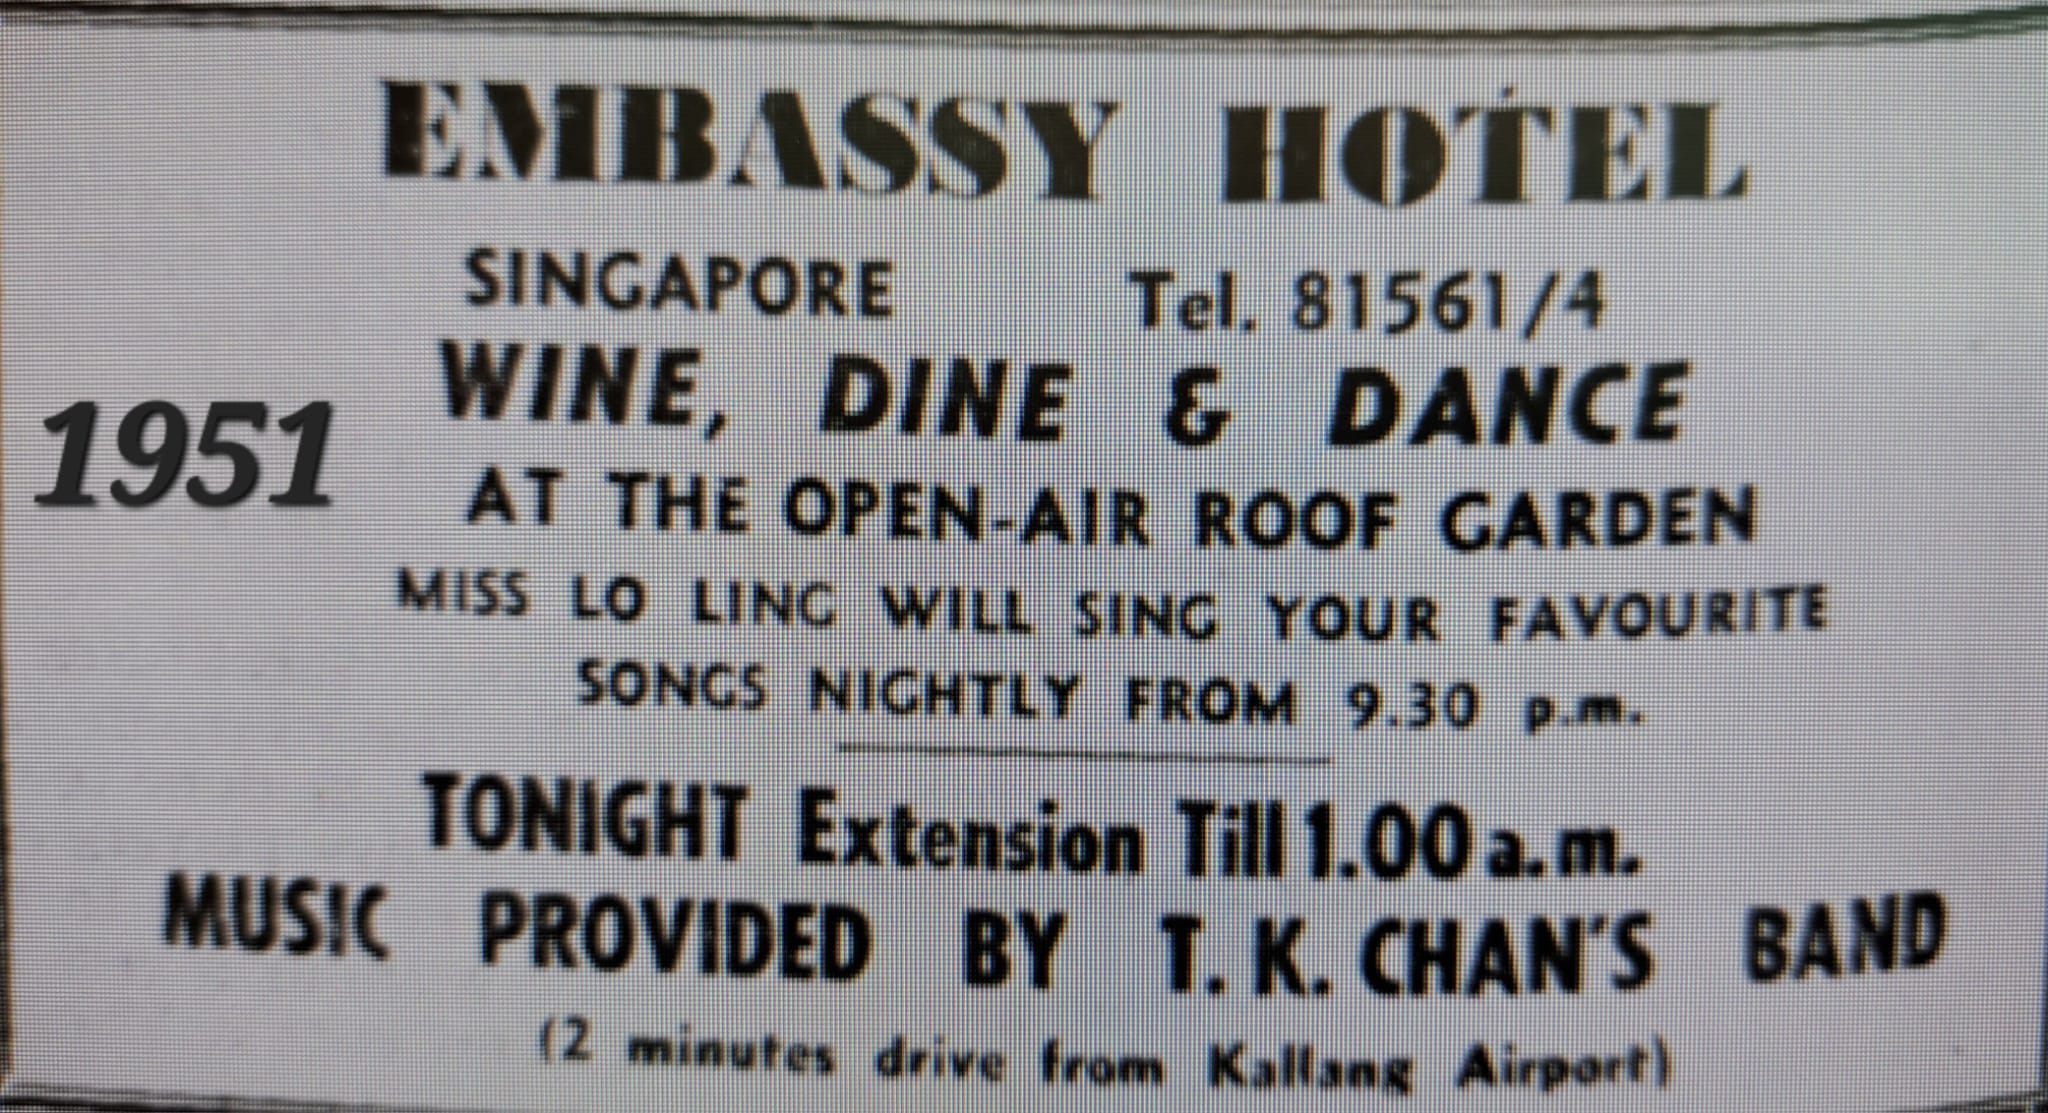 EMBASSY HOTEL
SINGAPORE Tel. 81561/4
WINE, DINE & DANCE
1951
AT THE OPEN-AIR ROOF GARDEN
MISS LO LING WILL SING YOUR FAVOURITE
SONGS NIGHTLY FROM 9.30 p.m.
TONIGHT Extension Till 1.00 a.m.
MUSIC PROVIDED BY T. K. CHAN'S BAND
(2 minutes drive from Kallang Airport)